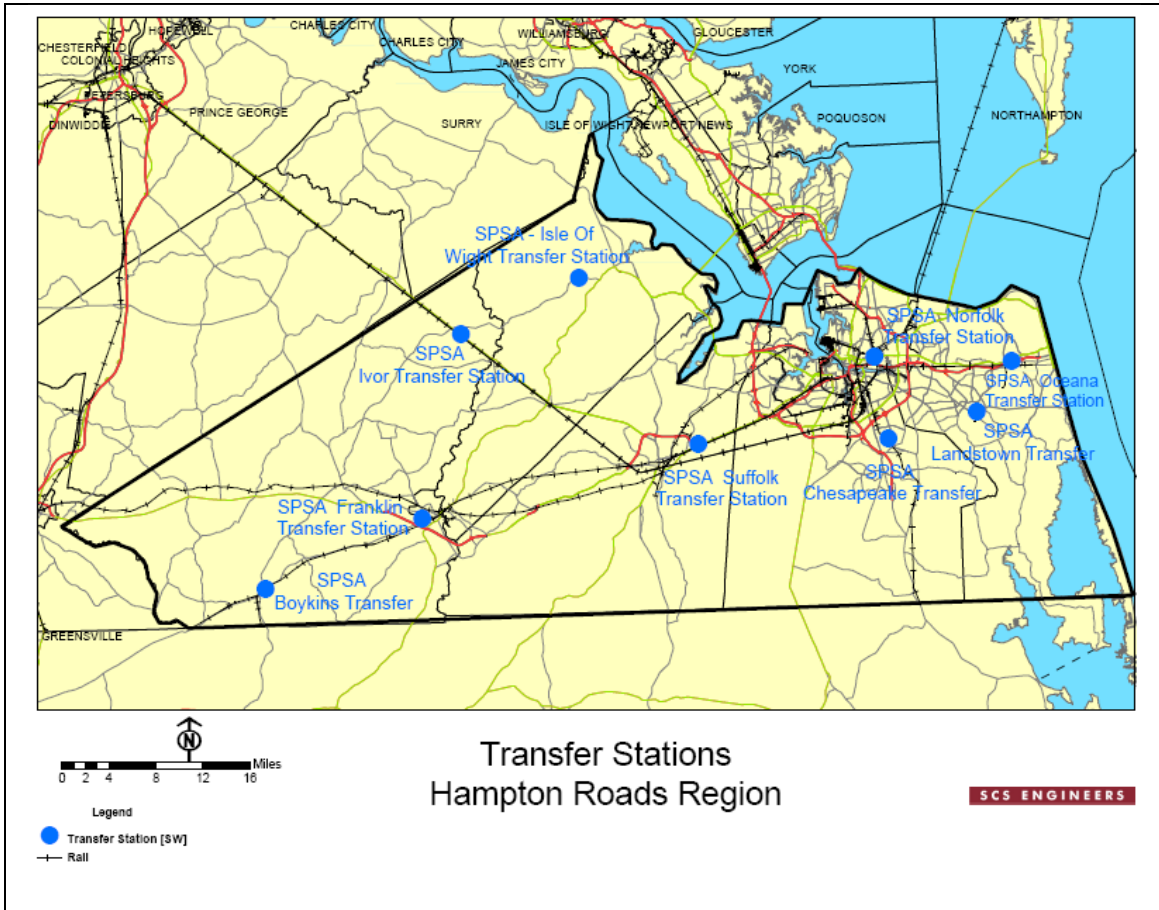 HOPEWELL
CHARLES CITY
CHESTERFIELD
COLONIAL HEIGHTS
CHARLES CITY
WILLIAMSBURG
GLOUCESTER
JAMES CITY
YORK
PETERSBURG
PRINCE GEORGE
DINWIDDIE
SURRY
ISLE OF WIGHT
NEWPORT NEWS
POQUOSON
NORTHAMPTON
SPSA - Isle Of
Wight Transfer Station
SPSA Norfolk
Transfer Station
SPSA
Ivor Transfer Station
SPSA Oceana
Transfer Station
SPSA
Landstown Transfer
SPSA
Chesapeake Transfer
SPSA Suffolk
Transfer Station
SPSA Franklin
Transfer Station
SPSA
Boykins Transfer
GREENSVILLE
N
Miles
0 2 4 8 12 16
Transfer Stations
Hampton Roads Region
SCS ENGINEERS
Legend
Transfer Station [SW]
Rail